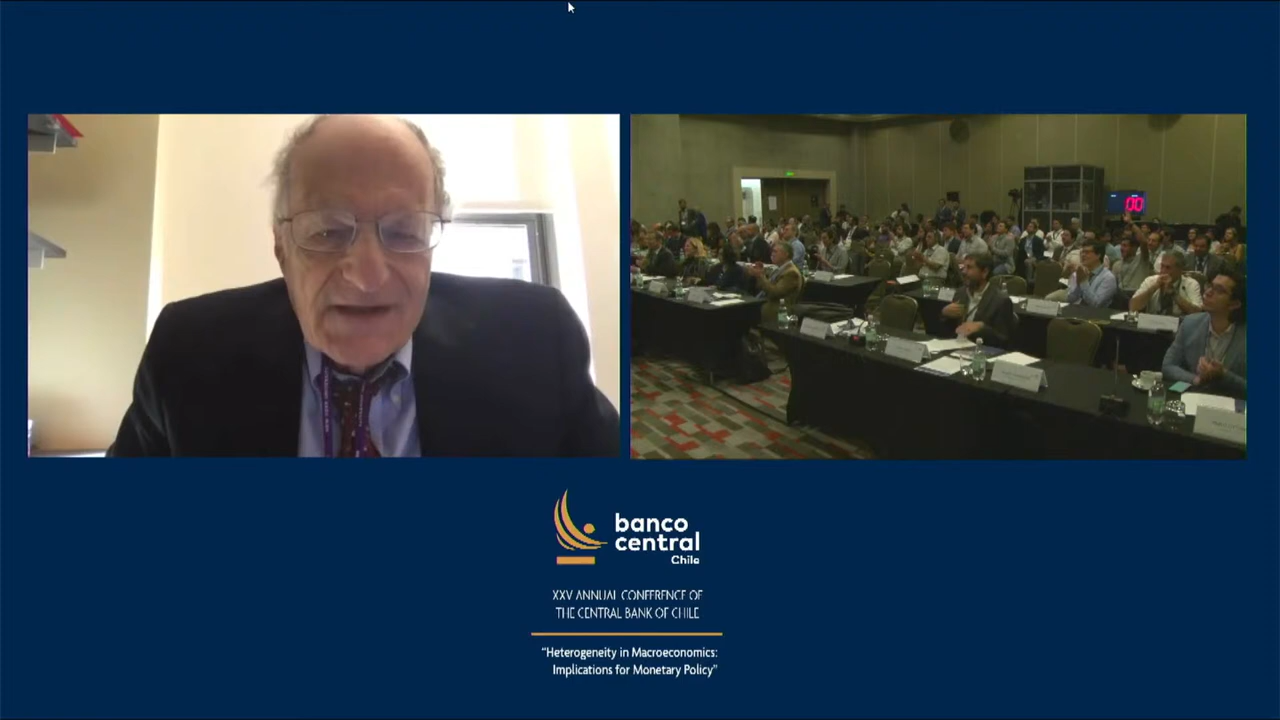 00
banco
central
Chile
XXV ANNUAL CONFERENCE OF
THE CENTRAL BANK OF CHILE
“Heterogeneity in Macroeconomics:
Implications for Monetary Policy”